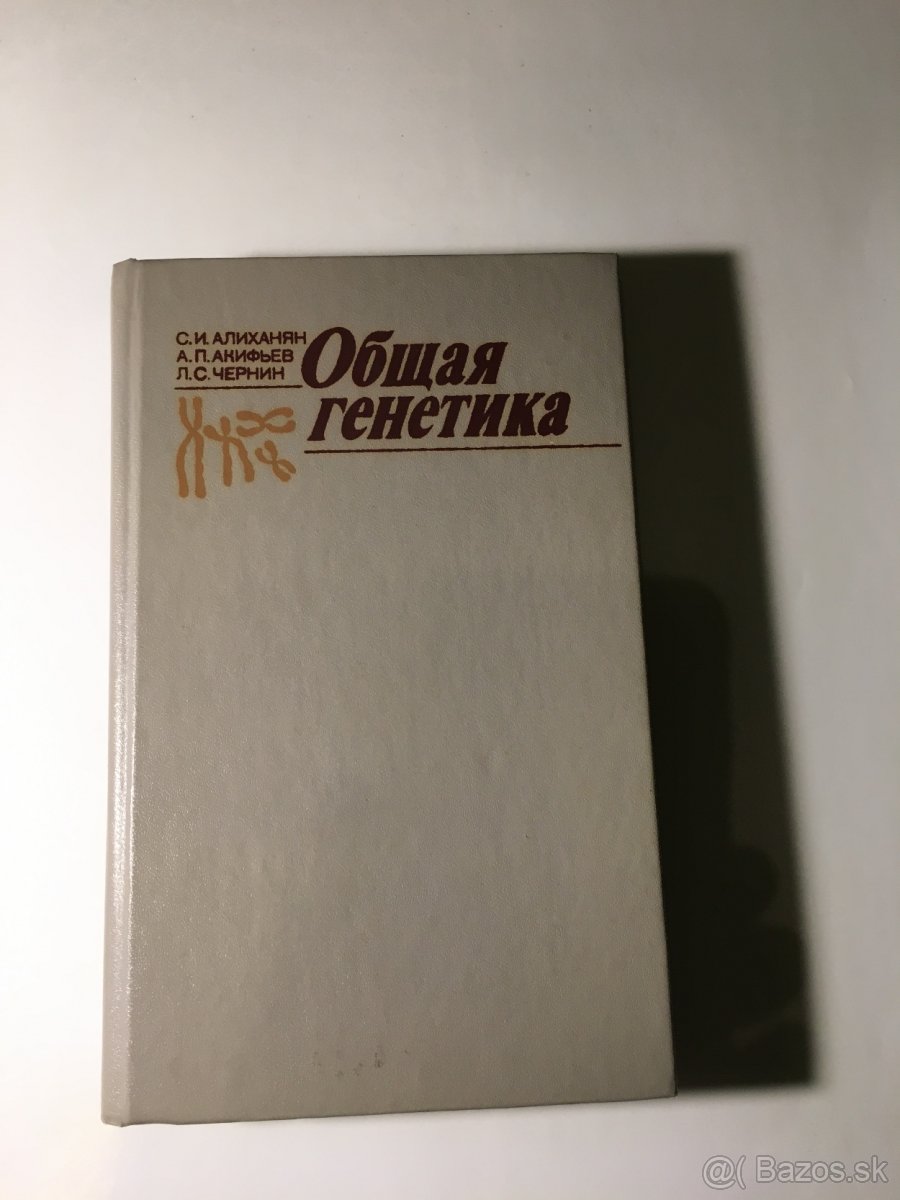 С.И.АЛИХАНЯН
А.П.АКИФЬЕВ
Л.С.ЧЕРНИН
Общая
генетика
@( Bazos.sk